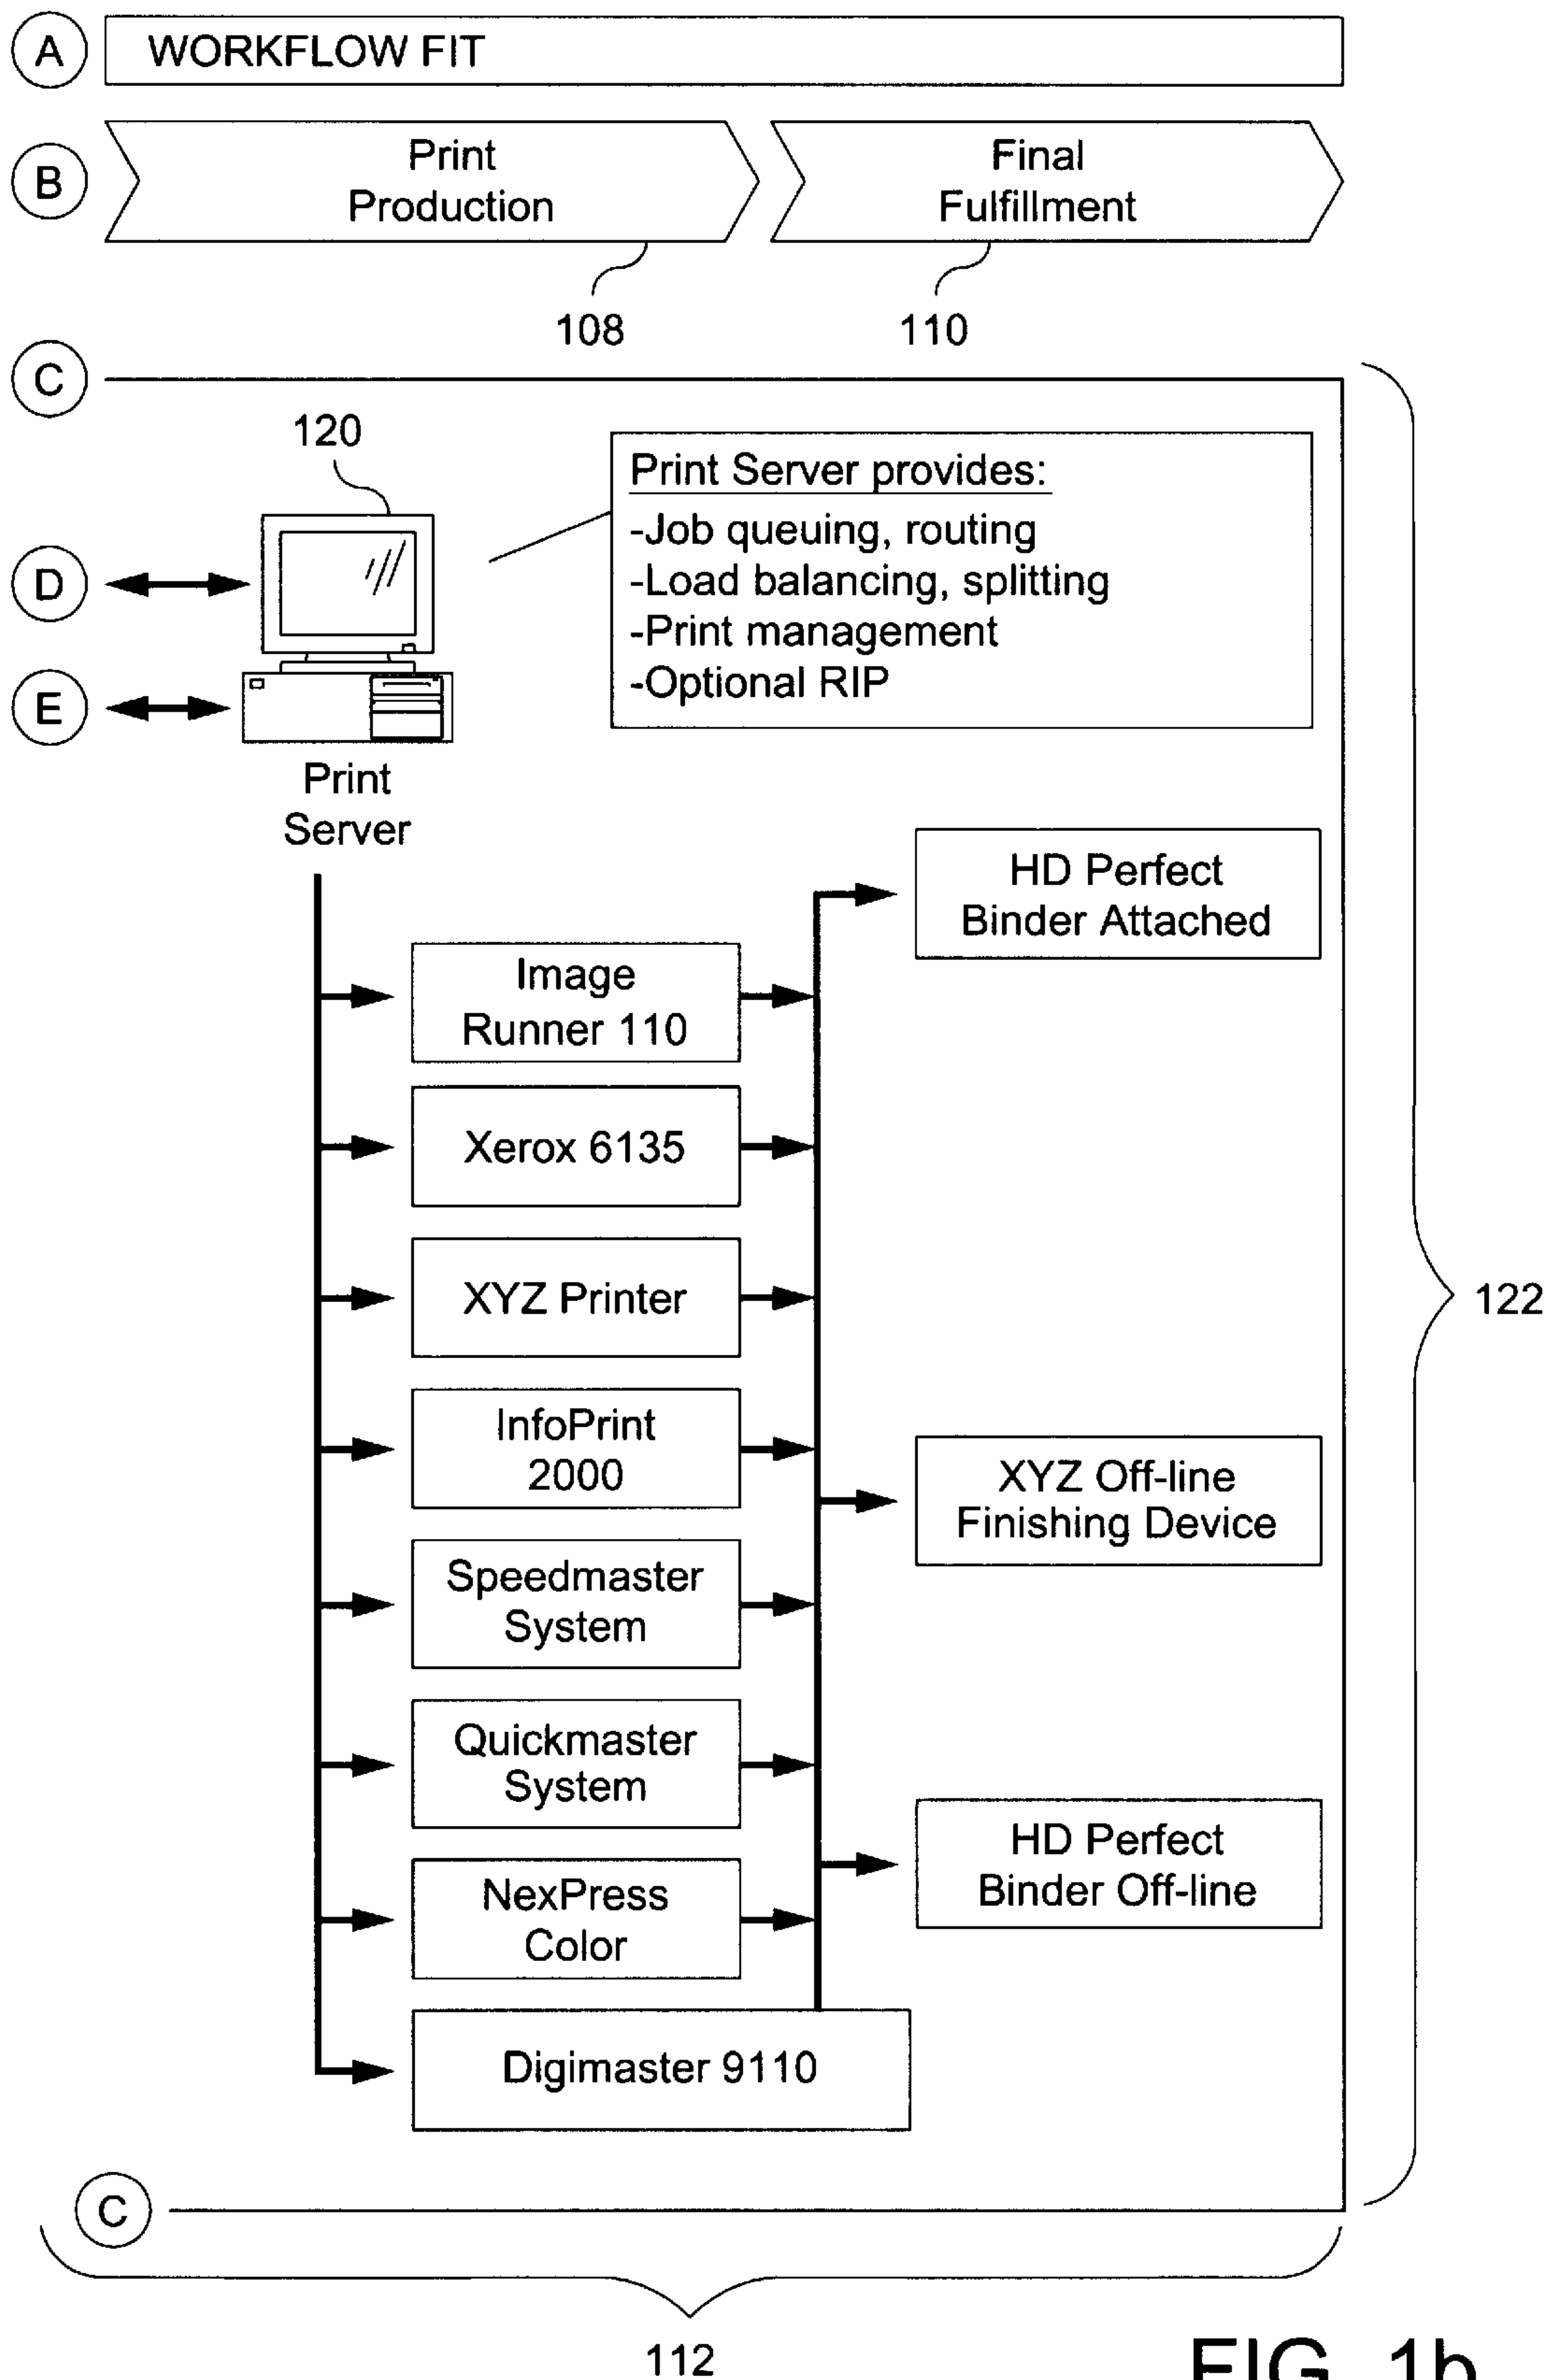 A
WORKFLOW FIT
B
Print
Production
Final
Fulfillment
108
110
C
120
Print Server provides:
-Job queuing, routing
-Load balancing, splitting
-Print management
-Optional RIP
D
E
Print
Server
HD Perfect
Binder Attached
Image
Runner 110
Xerox 6135
XYZ Printer
122
InfoPrint
2000
XYZ Off-line
Finishing Device
Speedmaster
System
Quickmaster
System
HD Perfect
Binder Off-line
NexPress
Color
Digimaster 9110
C
112
FIG. 1b